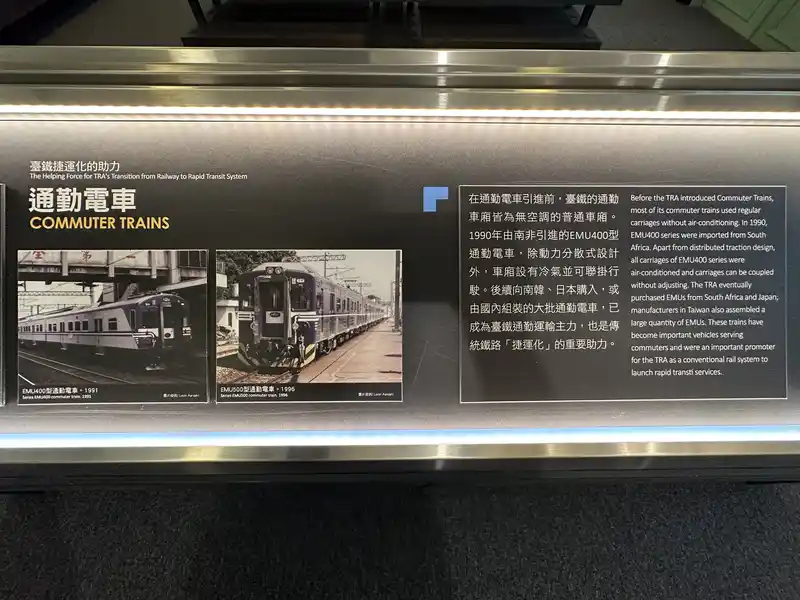 臺鐵捷運化的助力
The Helping Force for TRA's Transition from Railway to Rapid Transit System
通勤電車
COMMUTER TRAINS
EMU400型通勤電車，1991
Series EMU400 commuter train. 1991
EMU500型通勤電車，1996
Series EMU500 commuter train. 1996
在通勤電車引進前，臺鐵的通勤
車廂皆為無空調的普通車廂。
1990年由南非引進的EMU400型
通勤電車，除動力分散式設計
外，車廂設有冷氣並可聯掛行
駛。後續向南韓、日本購入，或
由國內組裝的大批通勤電車，已
成為臺鐵通勤運輸主力，也是傳
統鐵路「捷運化」的重要助力。
Before the TRA introduced Commuter Trains,
most of its commuter trains used regular
carriages without air-conditioning. In 1990,
EMU400 series were imported from South
Africa. Apart from distributed traction design,
all carriages of EMU400 series were
air-conditioned and carriages can be coupled
without adjusting. The TRA eventually
purchased EMUs from South Africa and Japan,
manufacturers in Taiwan also assembled a
large quantity of EMUs. These trains have
become important vehicles serving
commuters and were an important promoter
for the TRA as a conventional rail system to
launch rapid transti services.